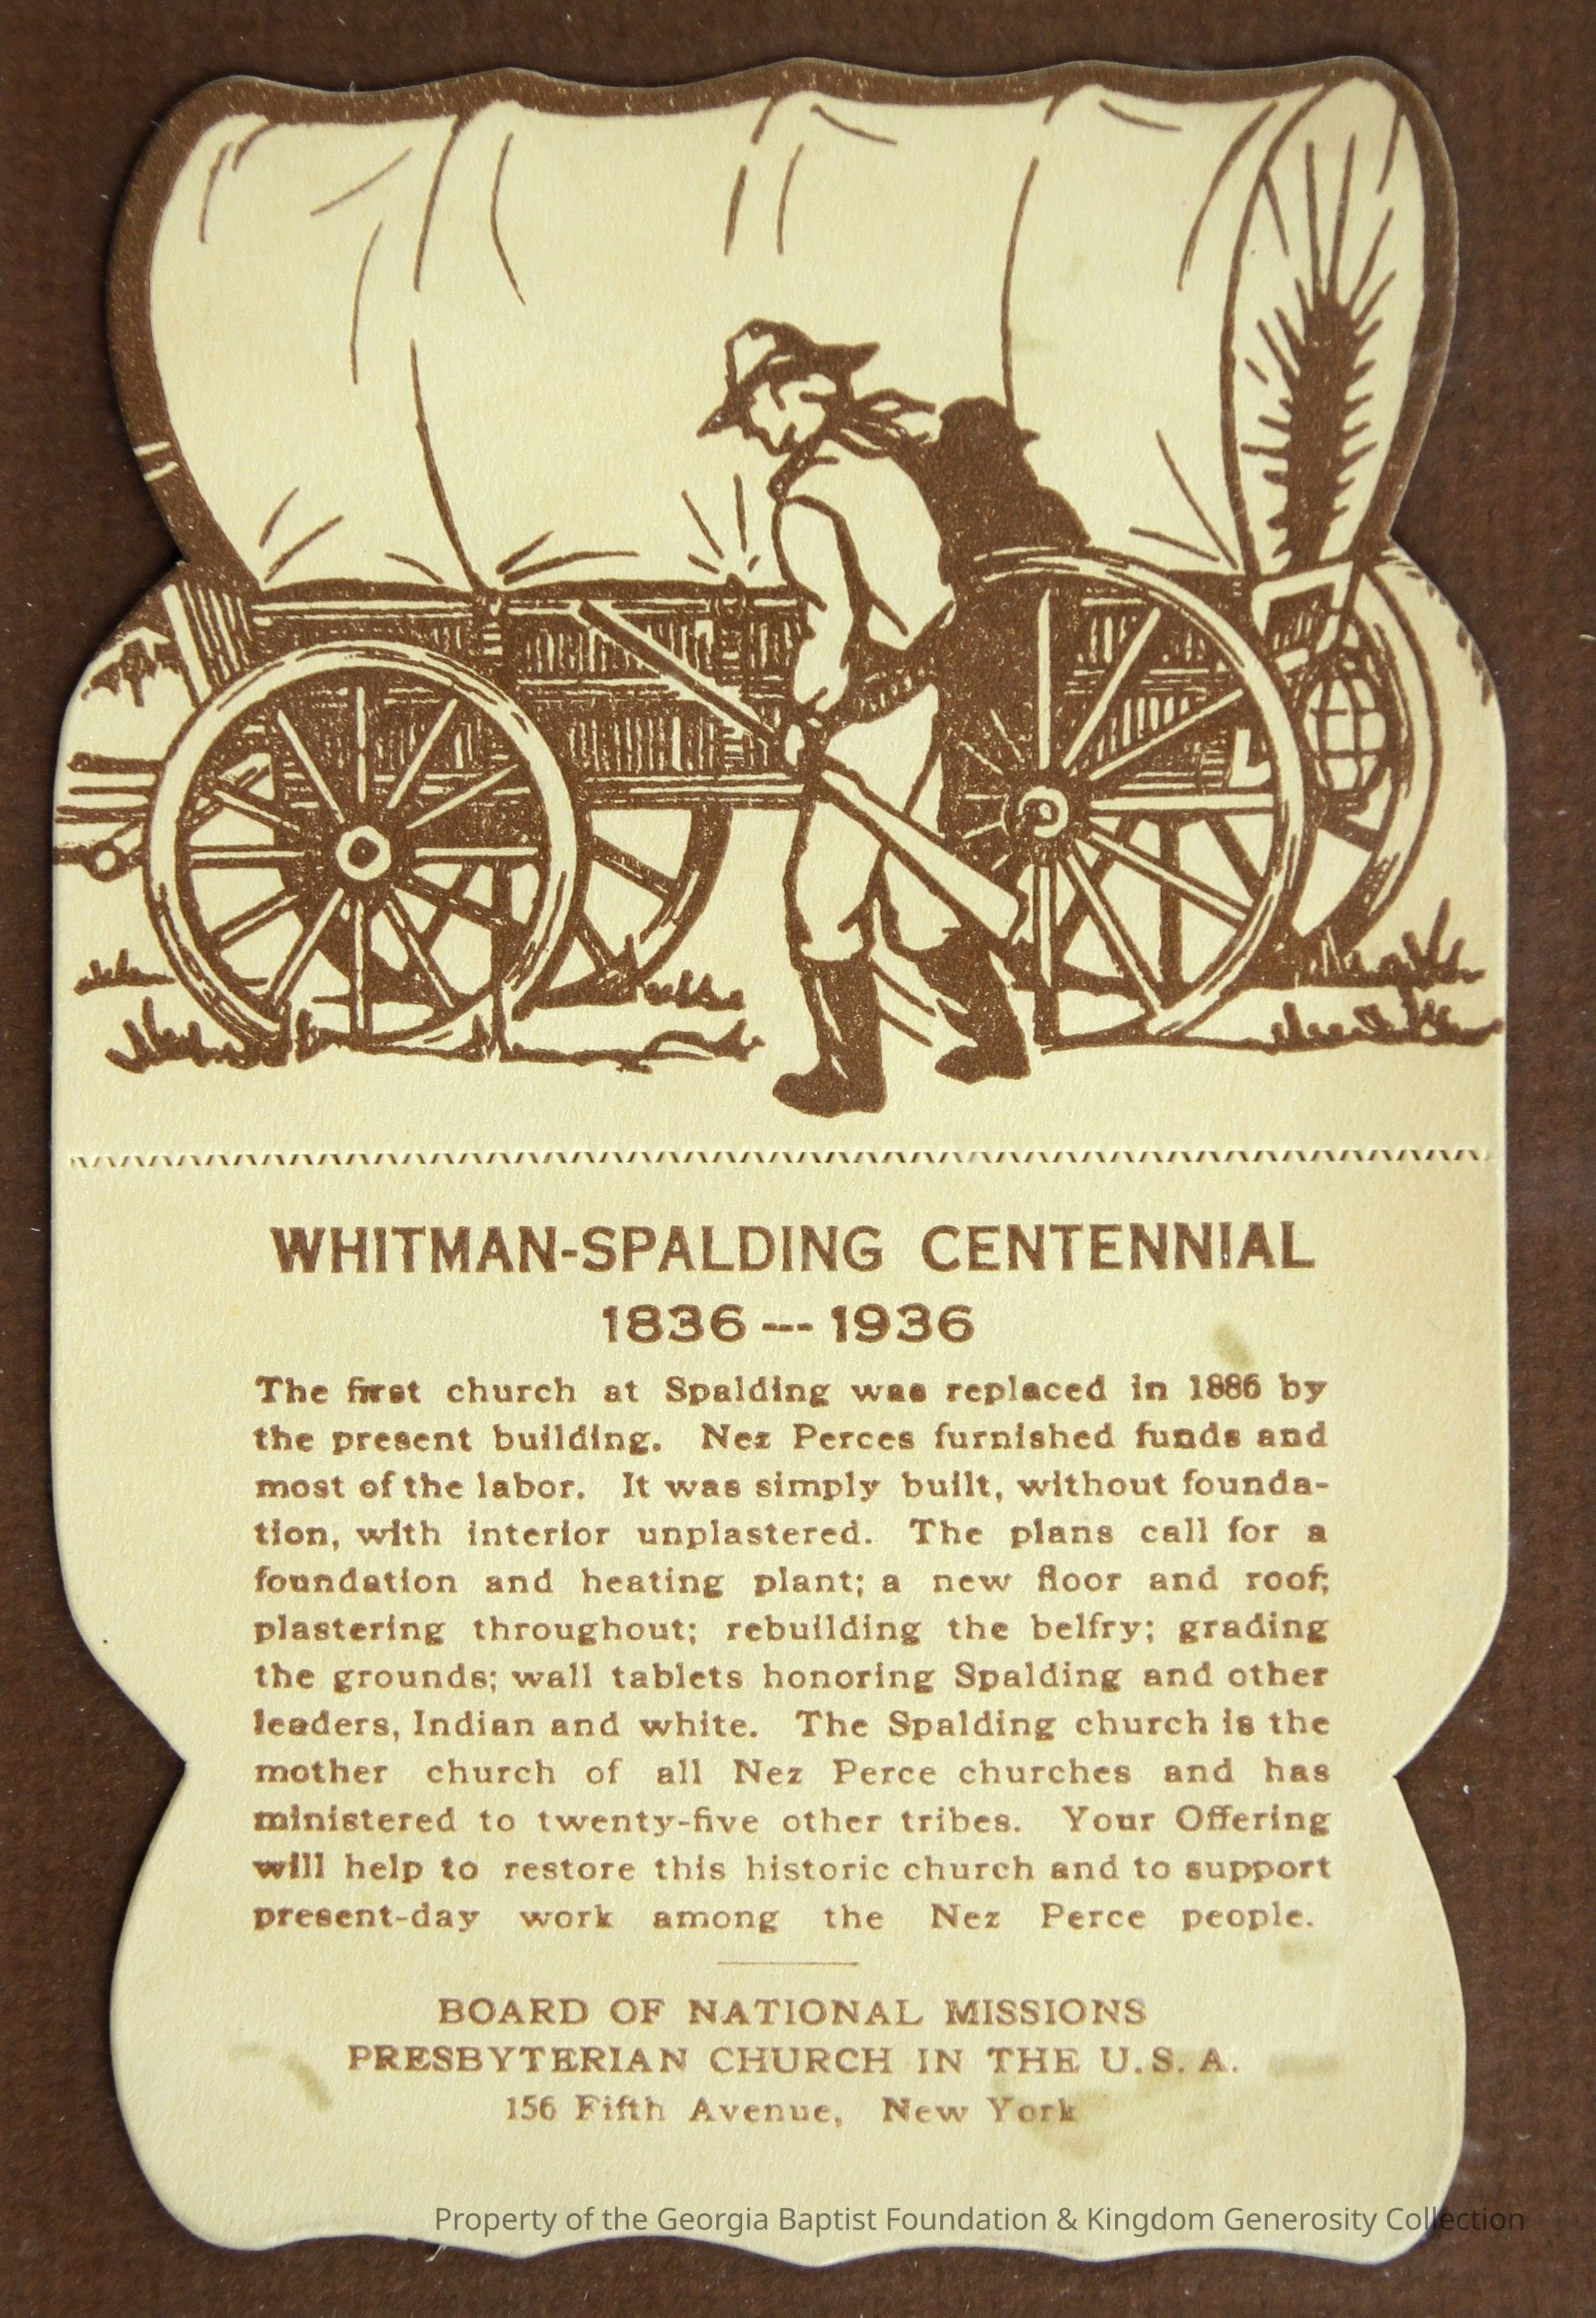 WHITMAN-SPALDING CENTENNIAL
1836 --- 1936
The first church at Spalding was replaced in 1886 by
the present building. Nez Perces furnished funds and
most of the labor. It was simply built, without founda-
tion, with interior unplastered. The plans call for a
foundation and heating plant; a new floor and roof;
plastering throughout; rebuilding the belfry; grading
the grounds; wall tablets honoring Spalding and other
leaders, Indian and white. The Spalding church is the
mother church of all Nez Perce churches and has
ministered to twenty-five other tribes. Your Offering
will help to restore this historic church and to support
present-day work among the Nez Perce people.
BOARD OF NATIONAL MISSIONS
PRESBYTERIAN CHURCH IN THE U.S.A.
156 Fifth Avenue, New York
Property of the Georgia Baptist Foundation & Kingdom Generosity Collection